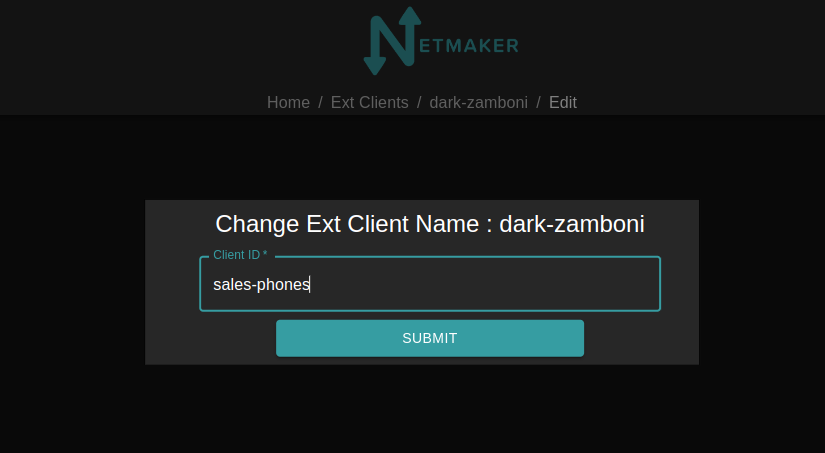 NETMAKER
Home / Ext Clients / dark-zamboni / Edit
Change Ext Client Name : dark-zamboni
Client ID *
sales-phones
SUBMIT